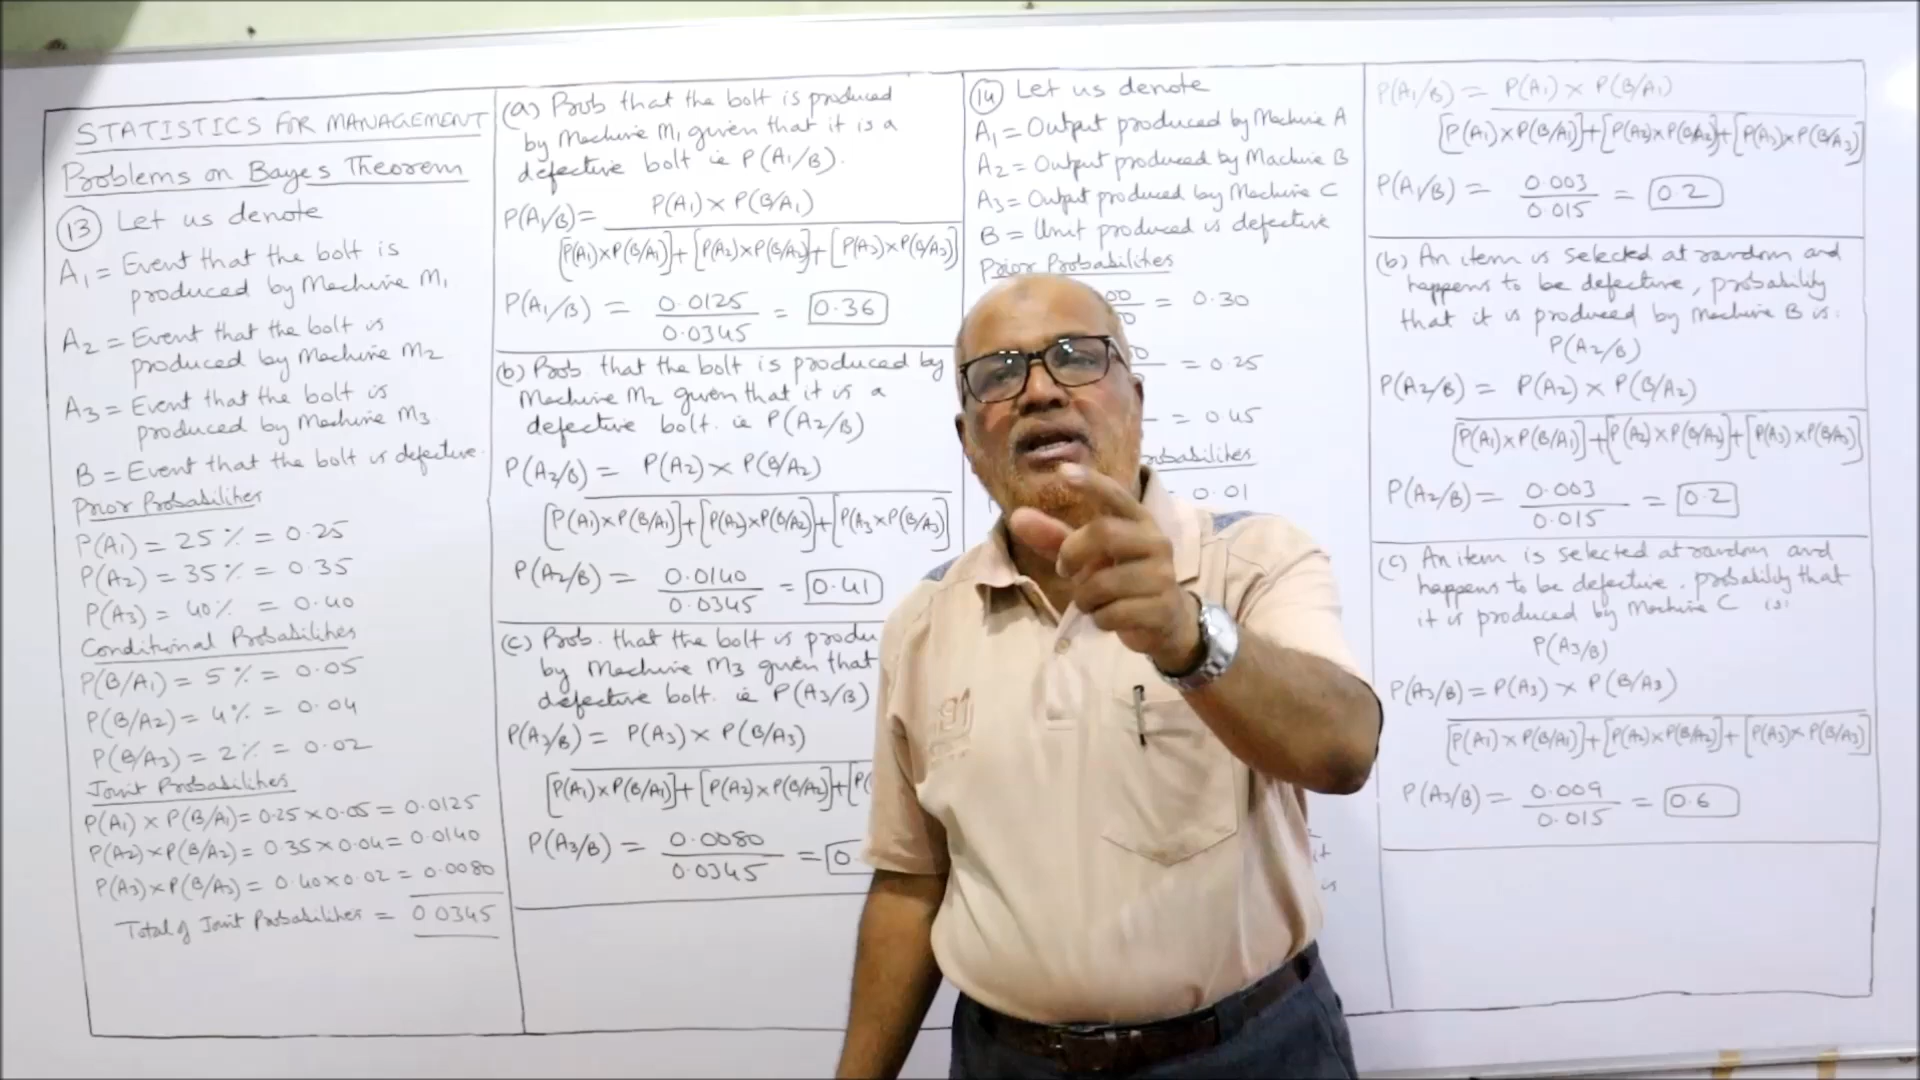 STATISTICS FOR MANAGEMENT
Problems on Bayes Theorem
(13) Let us denote
A1 = Event that the bolt is
produced by Machine M1
A2 = Event that the bolt is
produced by Machine M2
A3 = Event that the bolt is
produced by Machine M3
B = Event that the bolt is defective.
Prior Probabilities
P(A1) = 25% = 0.25
P(A2) = 35% = 0.35
P(A3) = 40% = 0.40
Conditional Probabilities
P(B/A1) = 5% = 0.05
P(B/A2) = 4% = 0.04
P(B/A3) = 2% = 0.02
Joint Probabilities
P(A1) × P(B/A1) = 0.25 × 0.05 = 0.0125
P(A2) × P(B/A2) = 0.35 × 0.04 = 0.0140
P(A3) × P(B/A3) = 0.40 × 0.02 = 0.0080
Total of Joint Probabilities = 0.0345
(a) Prob that the bolt is produced
by Machine M1 given that it is a
defective bolt ie P(A1/B).
P(A1/B) = P(A1) × P(B/A1)
[P(A1) × P(B/A1)] + [P(A2) × P(B/A2)] + [P(A3) × P(B/A3)]
P(A1/B) = 0.0125 / 0.0345 = 0.36
(b) Prob. that the bolt is produced by
Machine M2 given that it is a
defective bolt. ie P(A2/B)
P(A2/B) = P(A2) × P(B/A2)
[P(A1) × P(B/A1)] + [P(A2) × P(B/A2)] + [P(A3 × P(B/A3)]
P(A2/B) = 0.0140 / 0.0345 = 0.41
(c) Prob. that the bolt is produ
by Machine M3 given that
defective bolt. ie P(A3/B)
P(A3/B) = P(A3) × P(B/A3)
[P(A1) × P(B/A1)] + [P(A2) × P(B/A2)] + [P(
P(A3/B) = 0.0080 / 0.0345 = 0.
(14) Let us denote
A1 = Output produced by Machine A
A2 = Output produced by Machine B
A3 = Output produced by Machine C
B = Unit produced is defective
Prior Probabilities
= 0.30
= 0.25
= 0.45
= 0.01
P(A1/B) = P(A1) × P(B/A1)
[P(A1) × P(B/A1)] + [P(A2) × P(B/A2)] + [P(A3) × P(B/A3)]
P(A1/B) = 0.003 / 0.015 = 0.2
(b) An item is selected at random and
happens to be defective, probability
that it is produced by Machine B is:
P(A2/B)
P(A2/B) = P(A2) × P(B/A2)
[P(A1) × P(B/A1)] + [P(A2) × P(B/A2)] + [P(A3) × P(B/A3)]
P(A2/B) = 0.003 / 0.015 = 0.2
(c) An item is selected at random and
happens to be defective. probability that
it is produced by Machine C is:
P(A3/B)
P(A3/B) = P(A3) × P(B/A3)
[P(A1) × P(B/A1)] + [P(A2) × P(B/A2)] + [P(A3) × P(B/A3)]
P(A3/B) = 0.009 / 0.015 = 0.6